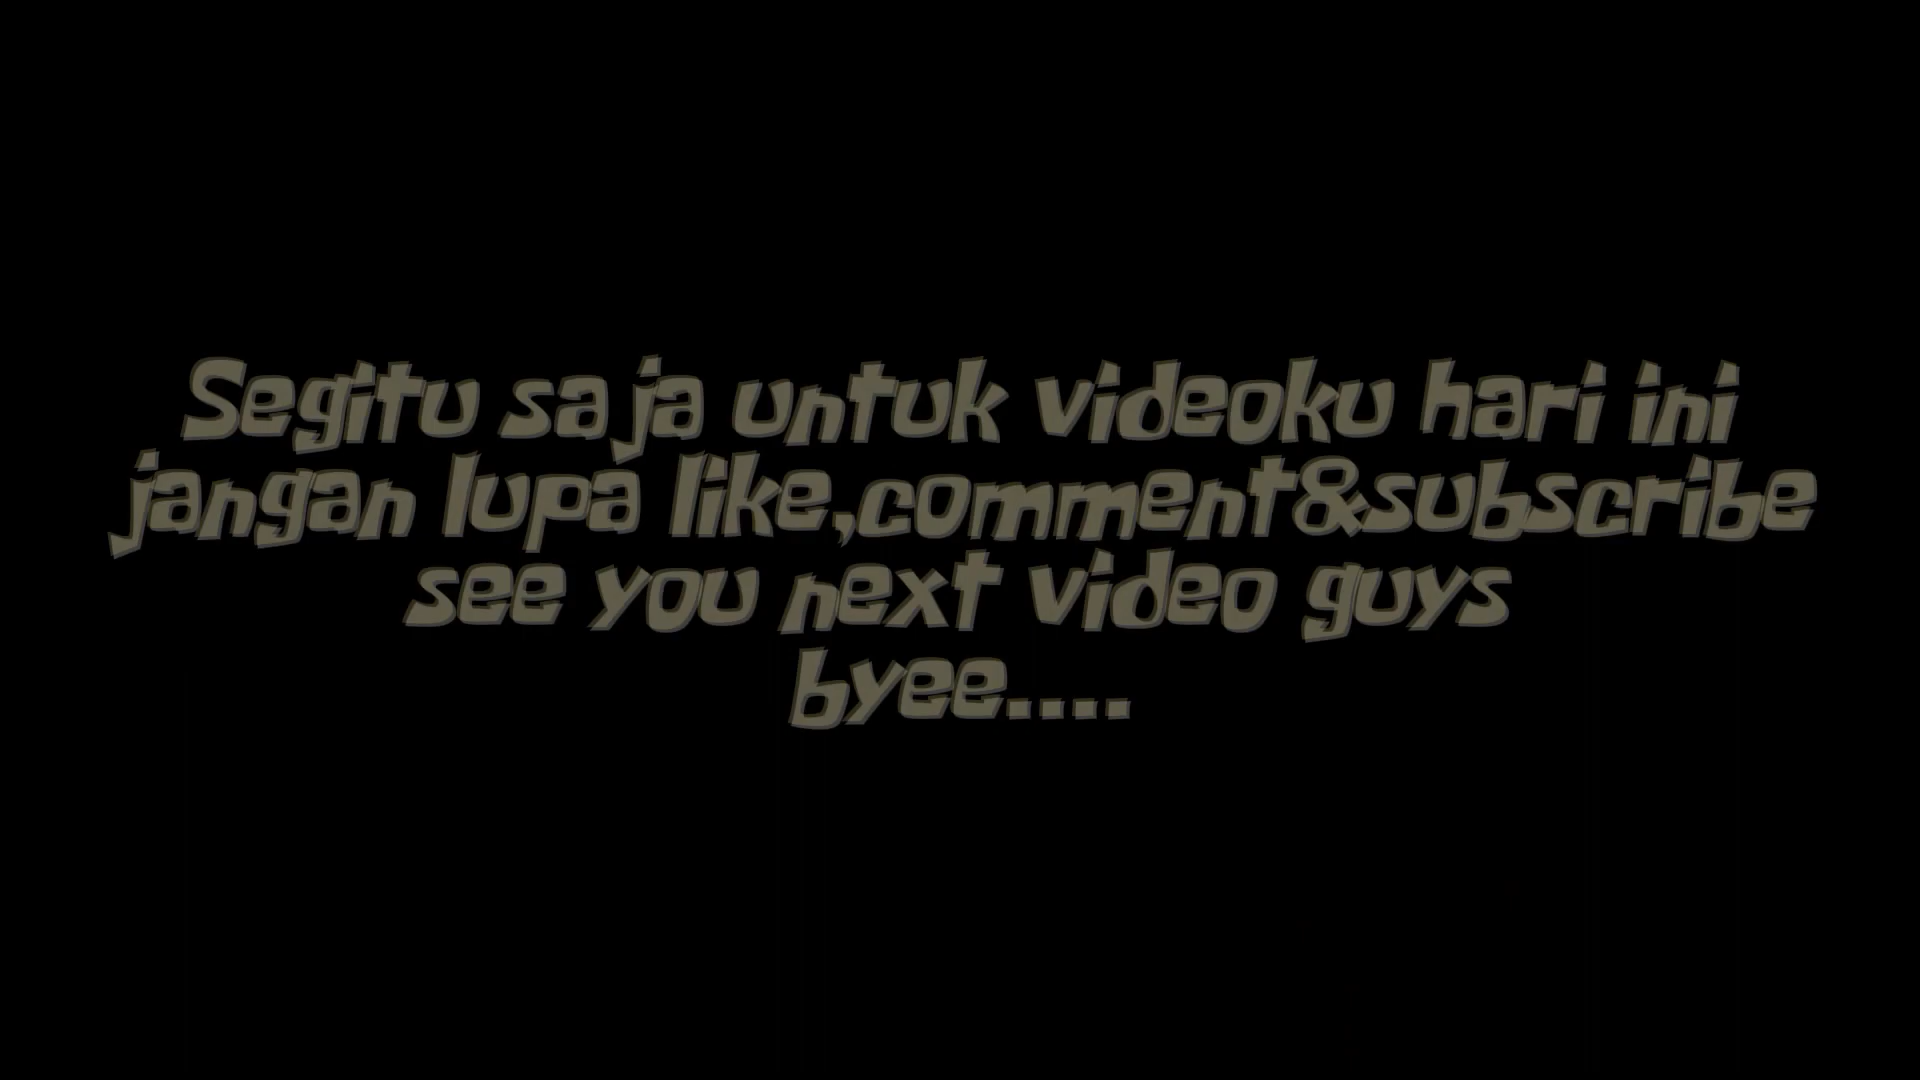 Segitu saja untuk videoku hari ini
jangan lupa like,comment&subscribe
see you next video guys
byee....